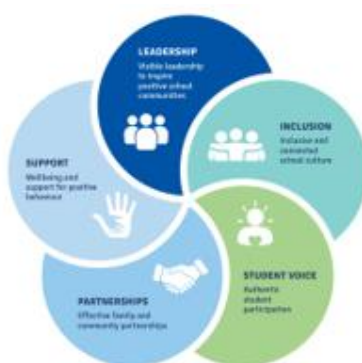 LEADERSHIP
Visible leadership
to inspire
positive school
communities
INCLUSION
Inclusive and
connected
school culture
STUDENT VOICE
Authentic
student
participation
PARTNERSHIPS
Effective family and
community partnerships
SUPPORT
Wellbeing and
support for positive
behaviour